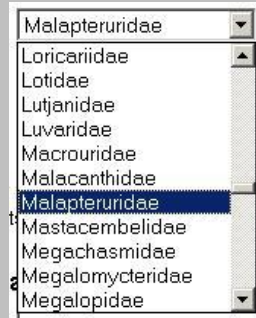 Malapteruridae
Loricariidae
Lotidae
Lutjanidae
Luvaridae
Macrouridae
Malacanthidae
Malapteruridae
Mastacembelidae
Megachasmidae
Megalomycteridae
Megalopidae